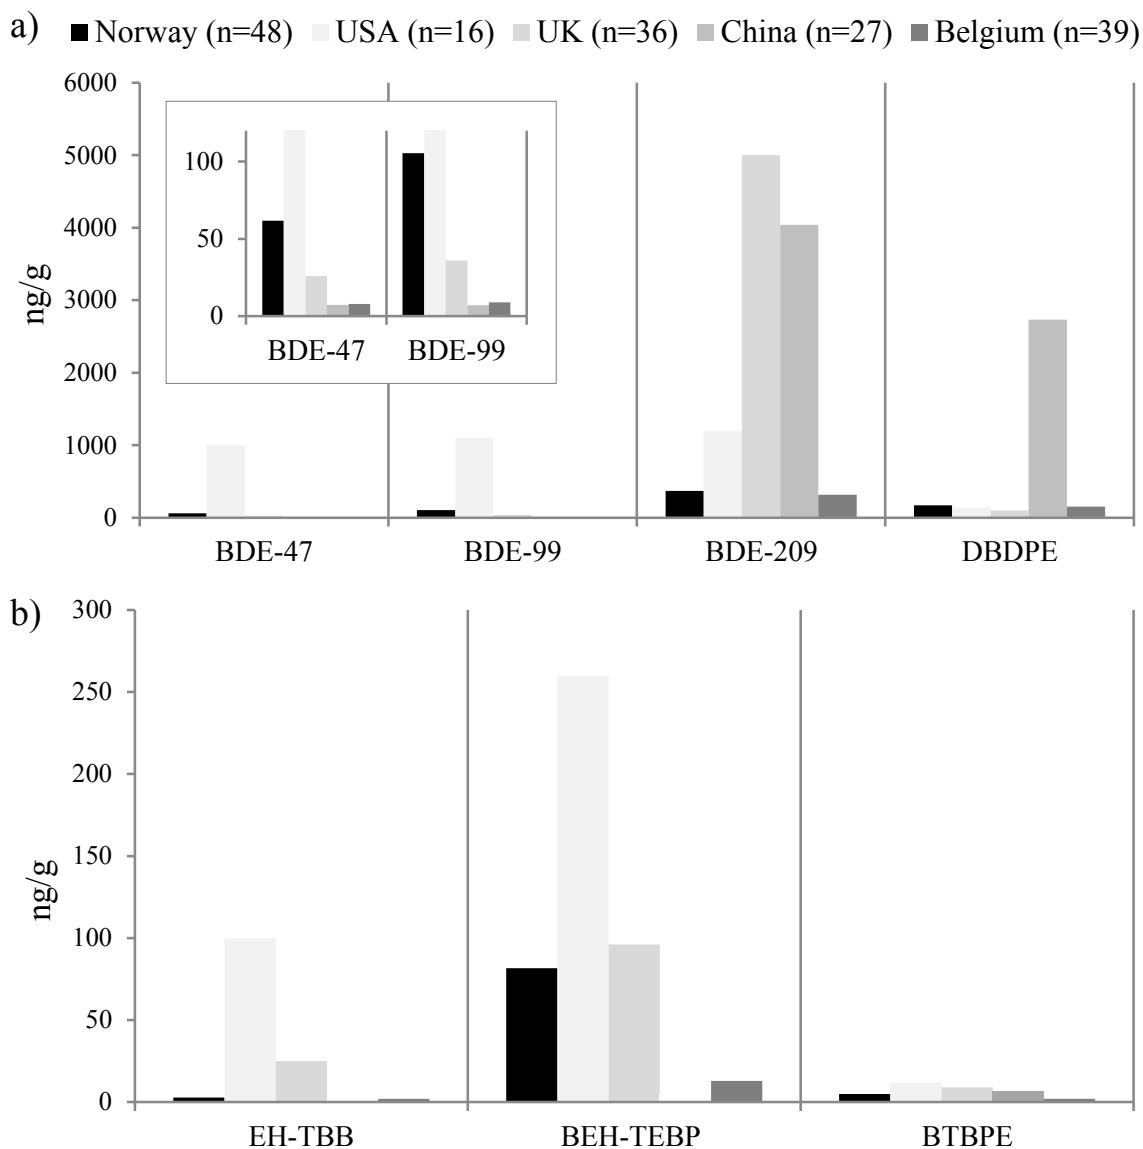 a) Norway (n=48) USA (n=16) UK (n=36) China (n=27) Belgium (n=39)
6000
5000
4000
3000
2000
1000
0
ng/g
100
50
0
BDE-47 BDE-99
BDE-47 BDE-99 BDE-209 DBDPE
b)
300
250
200
150
100
50
0
ng/g
EH-TBB BEH-TEBP BTBPE